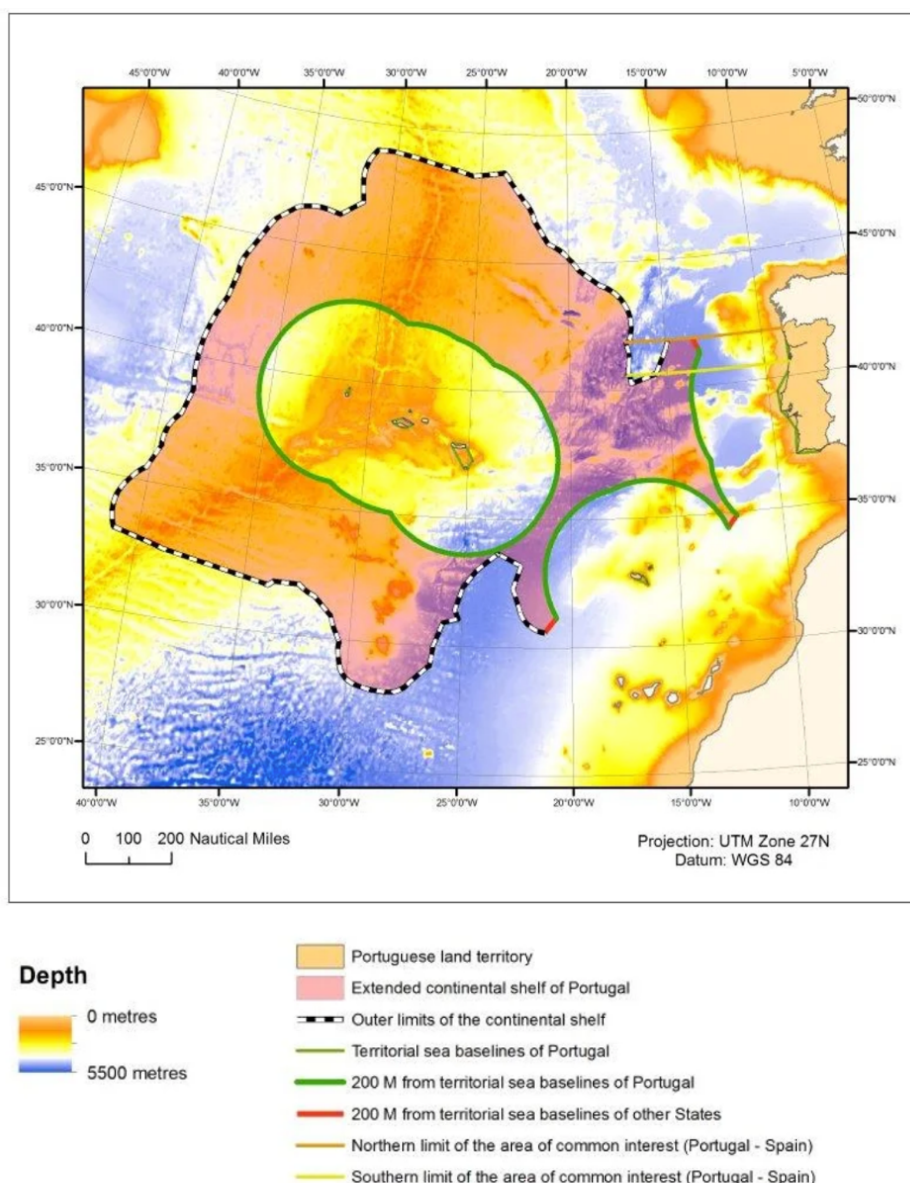 45°0'0"W 40°0'0"W 35°0'0"W 30°0'0"W 25°0'0"W 20°0'0"W 15°0'0"W 10°0'0"W 5°0'0"W
50°0'0"N
45°0'0"N
45°0'0"N
40°0'0"N
40°0'0"N
35°0'0"N
35°0'0"N
30°0'0"N
30°0'0"N
25°0'0"N
25°0'0"N
40°0'0"W 35°0'0"W 30°0'0"W 25°0'0"W 20°0'0"W 15°0'0"W 10°0'0"W
0 100 200 Nautical Miles
Projection: UTM Zone 27N
Datum: WGS 84
Depth
0 metres
5500 metres
Portuguese land territory
Extended continental shelf of Portugal
Outer limits of the continental shelf
Territorial sea baselines of Portugal
200 M from territorial sea baselines of Portugal
200 M from territorial sea baselines of other States
Northern limit of the area of common interest (Portugal - Spain)
Southern limit of the area of common interest (Portugal - Spain)